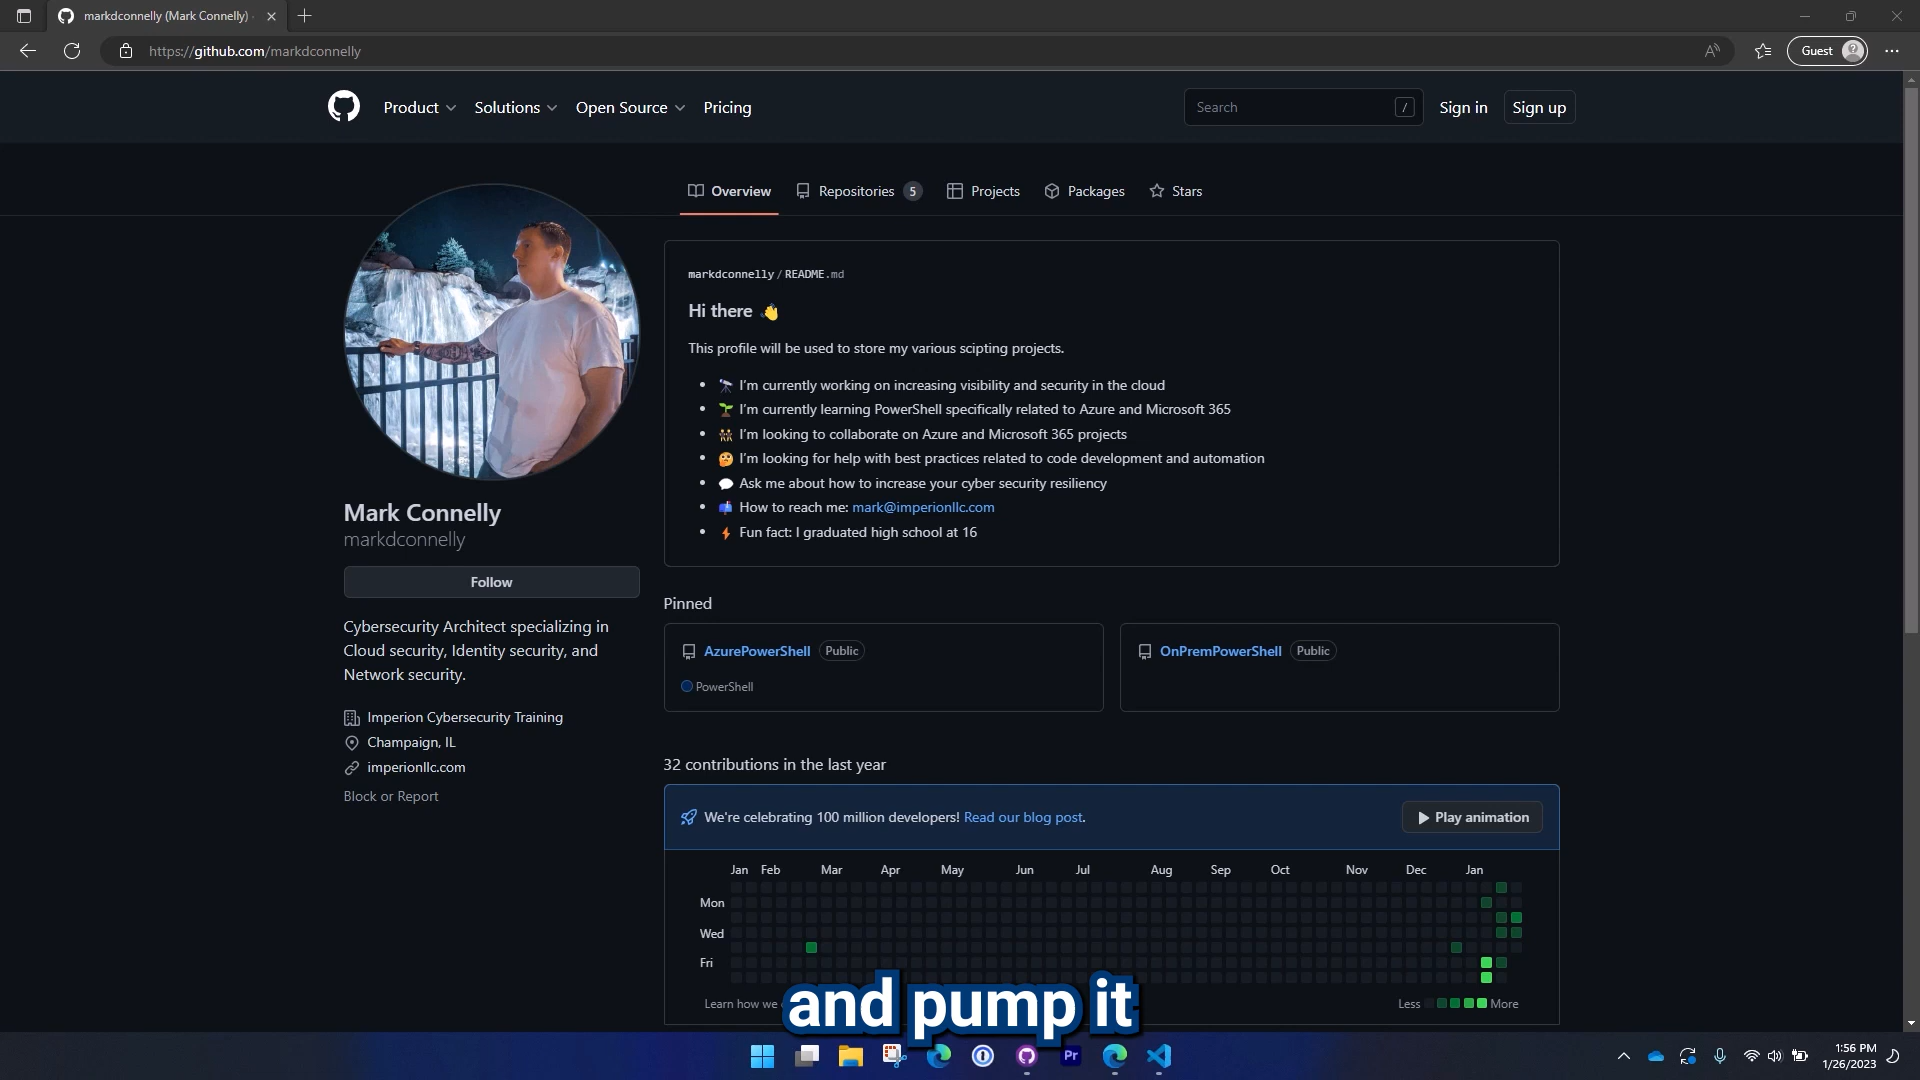 markdconnelly (Mark Connelly)
https://github.com/markdconnelly
Guest
Product
Solutions
Open Source
Pricing
Search
/
Sign in
Sign up
Overview
Repositories 5
Projects
Packages
Stars
markdconnelly / README.md
Hi there 👋
This profile will be used to store my various scipting projects.
I'm currently working on increasing visibility and security in the cloud
I'm currently learning PowerShell specifically related to Azure and Microsoft 365
I'm looking to collaborate on Azure and Microsoft 365 projects
I'm looking for help with best practices related to code development and automation
Ask me about how to increase your cyber security resiliency
How to reach me: mark@imperionllc.com
Fun fact: I graduated high school at 16
Mark Connelly
markdconnelly
Follow
Cybersecurity Architect specializing in
Cloud security, Identity security, and
Network security.
Imperion Cybersecurity Training
Champaign, IL
imperionllc.com
Block or Report
Pinned
AzurePowerShell Public
PowerShell
OnPremPowerShell Public
32 contributions in the last year
We're celebrating 100 million developers! Read our blog post.
Play animation
Jan Feb Mar Apr May Jun Jul Aug Sep Oct Nov Dec Jan
Mon
Wed
Fri
Learn how we
Less
More
and pump it
Pr
1:56 PM
1/26/2023